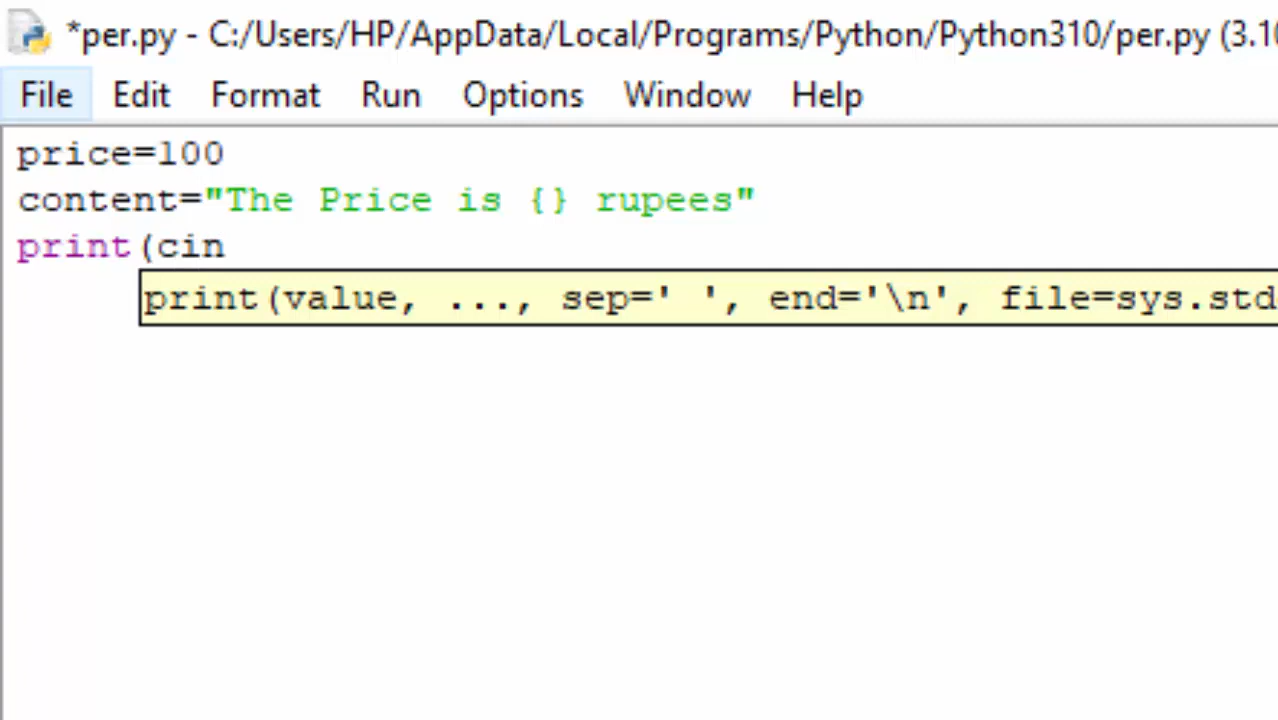 *per.py - C:/Users/HP/AppData/Local/Programs/Python/Python310/per.py (3.10
File Edit Format Run Options Window Help
price=100
content="The Price is {} rupees"
print(cin
print(value, ..., sep=' ', end='\n', file=sys.std